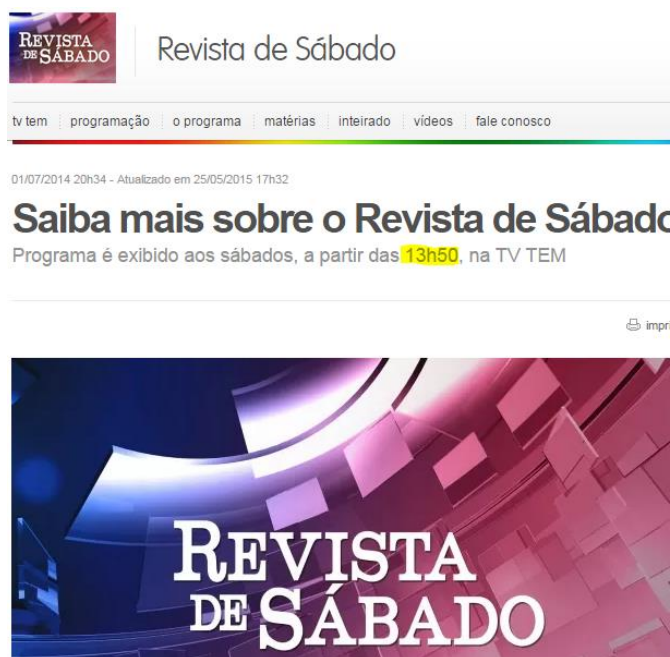 REVISTA
DE SÁBADO
Revista de Sábado
tv tem programação o programa matérias inteirado vídeos fale conosco
01/07/2014 20h34 - Atualizado em 25/05/2015 17h32
Saiba mais sobre o Revista de Sábado
Programa é exibido aos sábados, a partir das 13h50, na TV TEM
impri
REVISTA
DE SÁBADO